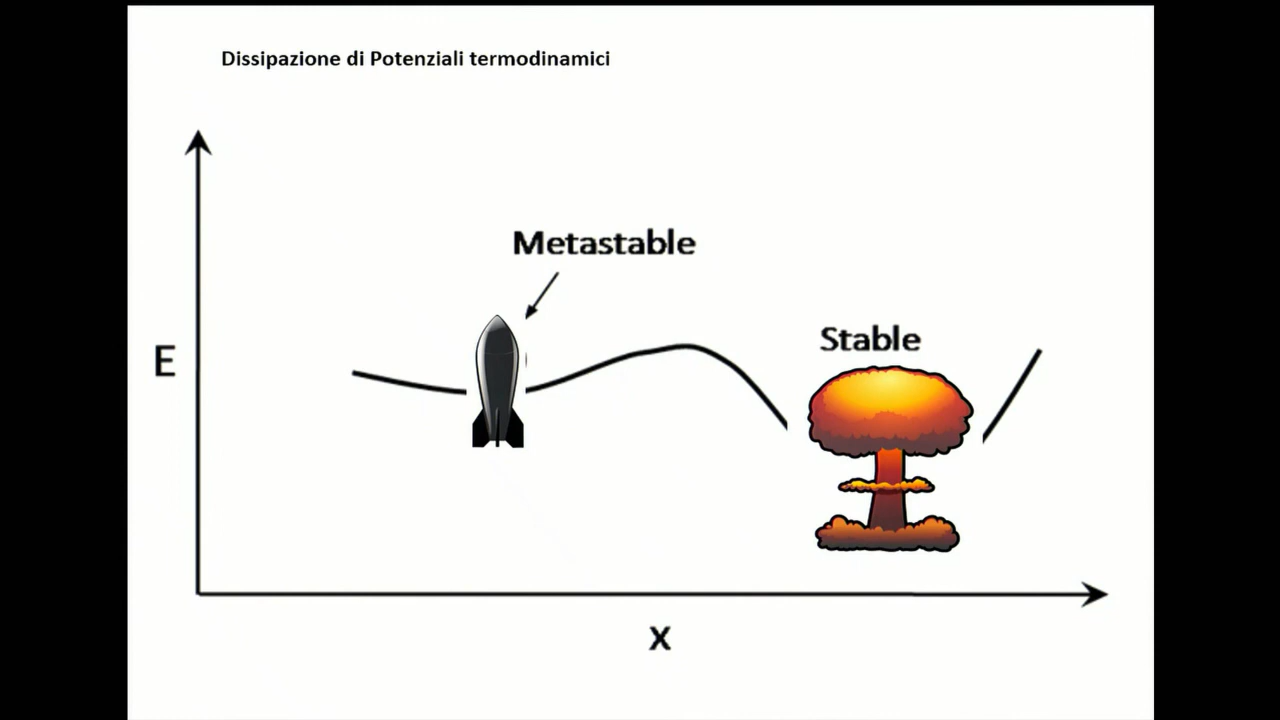 Dissipazione di Potenziali termodinamici
Metastable
Stable
E
x